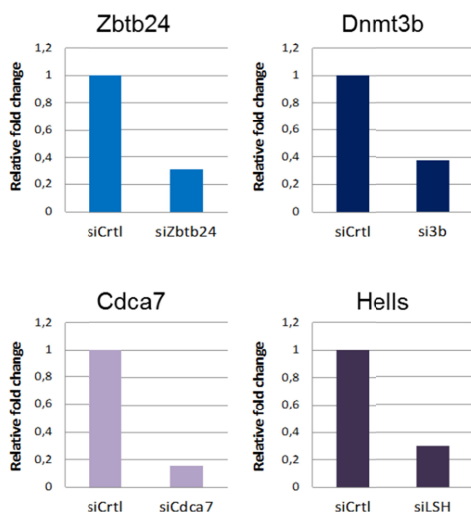 Zbtb24
Relative fold change
1,2
1
0,8
0,6
0,4
0,2
0
siCrtl siZbtb24
Dnmt3b
Relative fold change
1,2
1
0,8
0,6
0,4
0,2
0
siCrtl si3b
Cdca7
Relative fold change
1,2
1
0,8
0,6
0,4
0,2
0
siCrtl siCdca7
Hells
Relative fold change
1,2
1
0,8
0,6
0,4
0,2
0
siCrtl siLSH